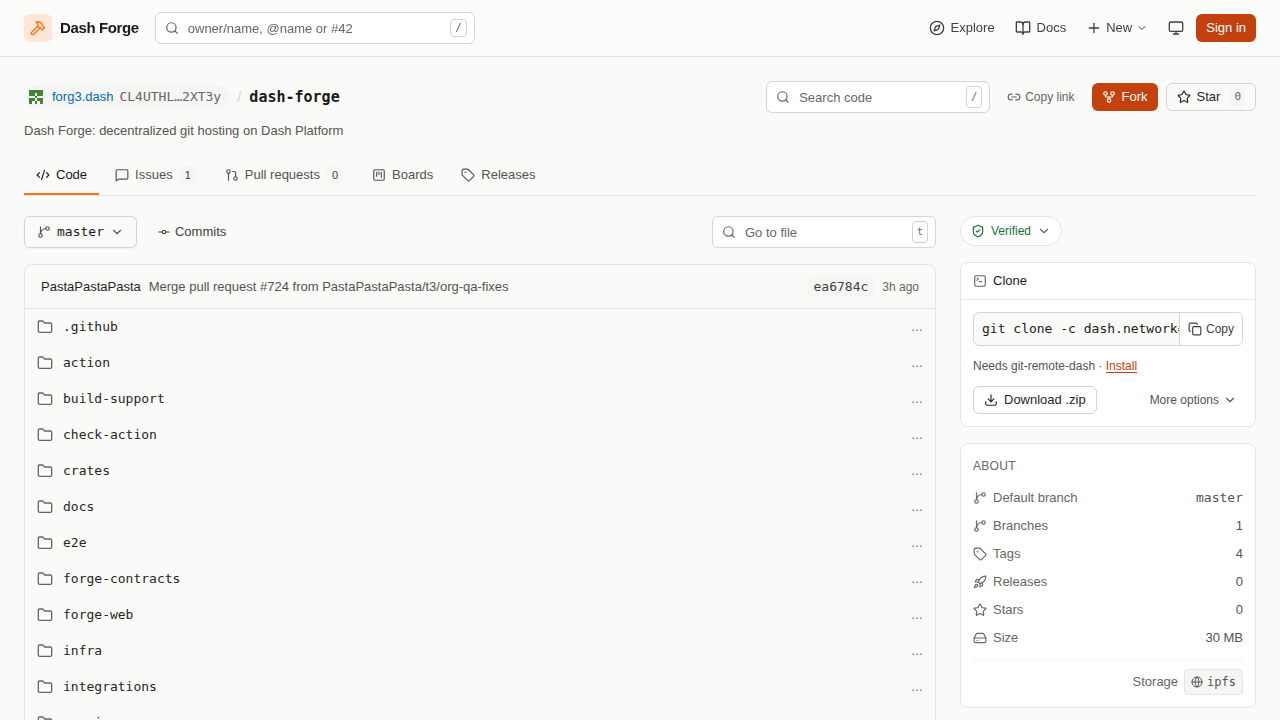 Dash Forge
owner/name, @name or #42 /
Explore
Docs
New
Sign in
forg3.dash CL4UTHL…2XT3y / dash-forge
Search code /
Copy link
Fork
Star 0
Dash Forge: decentralized git hosting on Dash Platform
Code
Issues 1
Pull requests 0
Boards
Releases
master
Commits
Go to file t
Verified
PastaPastaPasta Merge pull request #724 from PastaPastaPasta/t3/org-qa-fixes ea6784c 3h ago
.github …
action …
build-support …
check-action …
crates …
docs …
e2e …
forge-contracts …
forge-web …
infra …
integrations …
Clone
git clone -c dash.network
Copy
Needs git-remote-dash · Install
Download .zip
More options
ABOUT
Default branch master
Branches 1
Tags 4
Releases 0
Stars 0
Size 30 MB
Storage ipfs